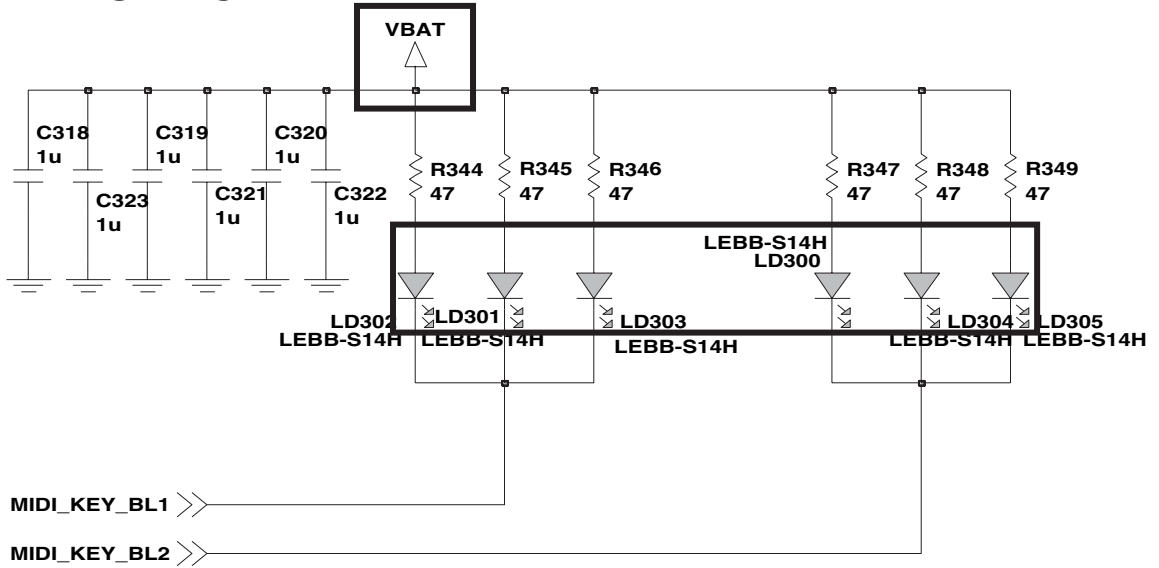 VBAT
C318
1u
C319
1u
C320
1u
C323
1u
C321
1u
C322
1u
R344
47
R345
47
R346
47
R347
47
R348
47
R349
47
LEBB-S14H
LD300
LD302
LEBB-S14H
LD301
LEBB-S14H
LD303
LEBB-S14H
LD304
LEBB-S14H
LD305
LEBB-S14H
MIDI_KEY_BL1
MIDI_KEY_BL2